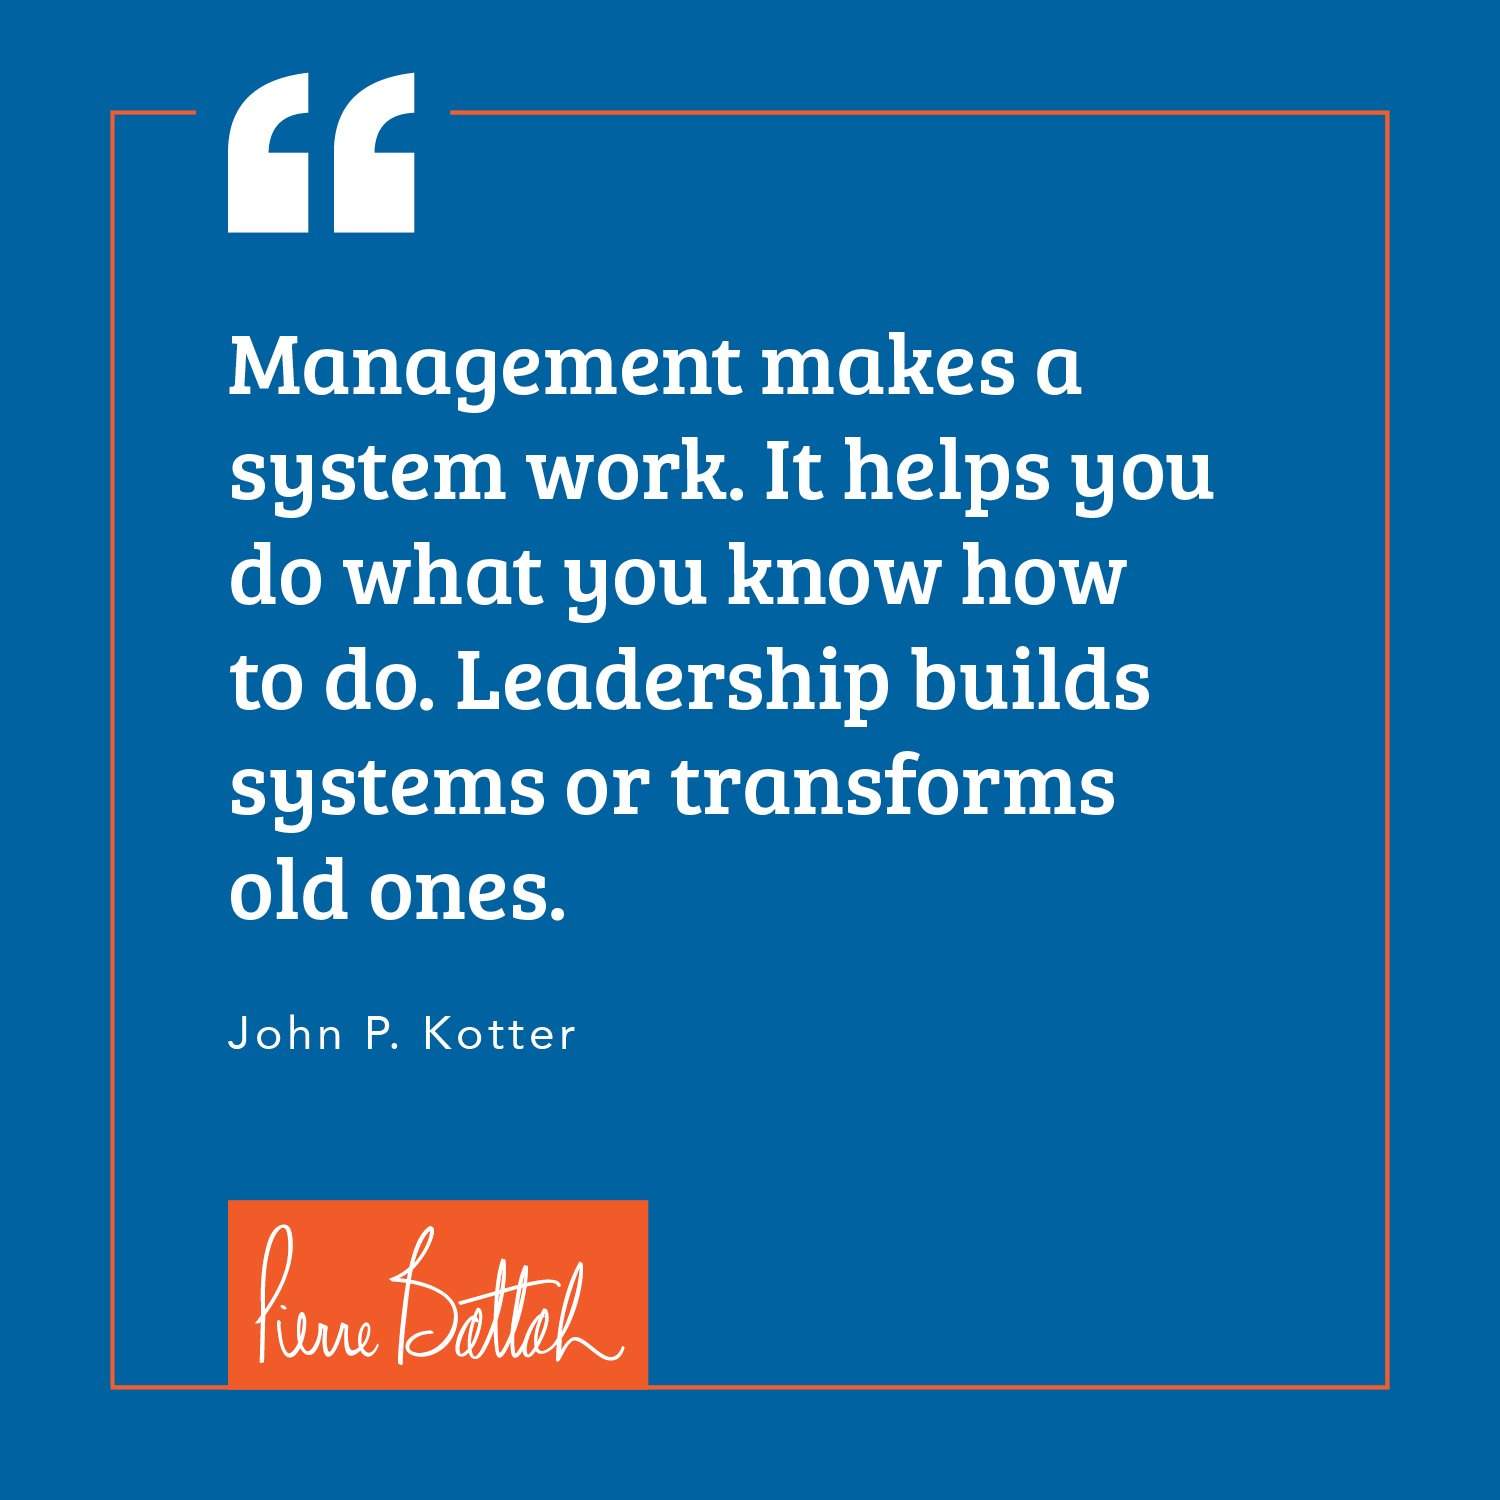 “
Management makes a
system work. It helps you
do what you know how
to do. Leadership builds
systems or transforms
old ones.
John P. Kotter
Pierre Battah